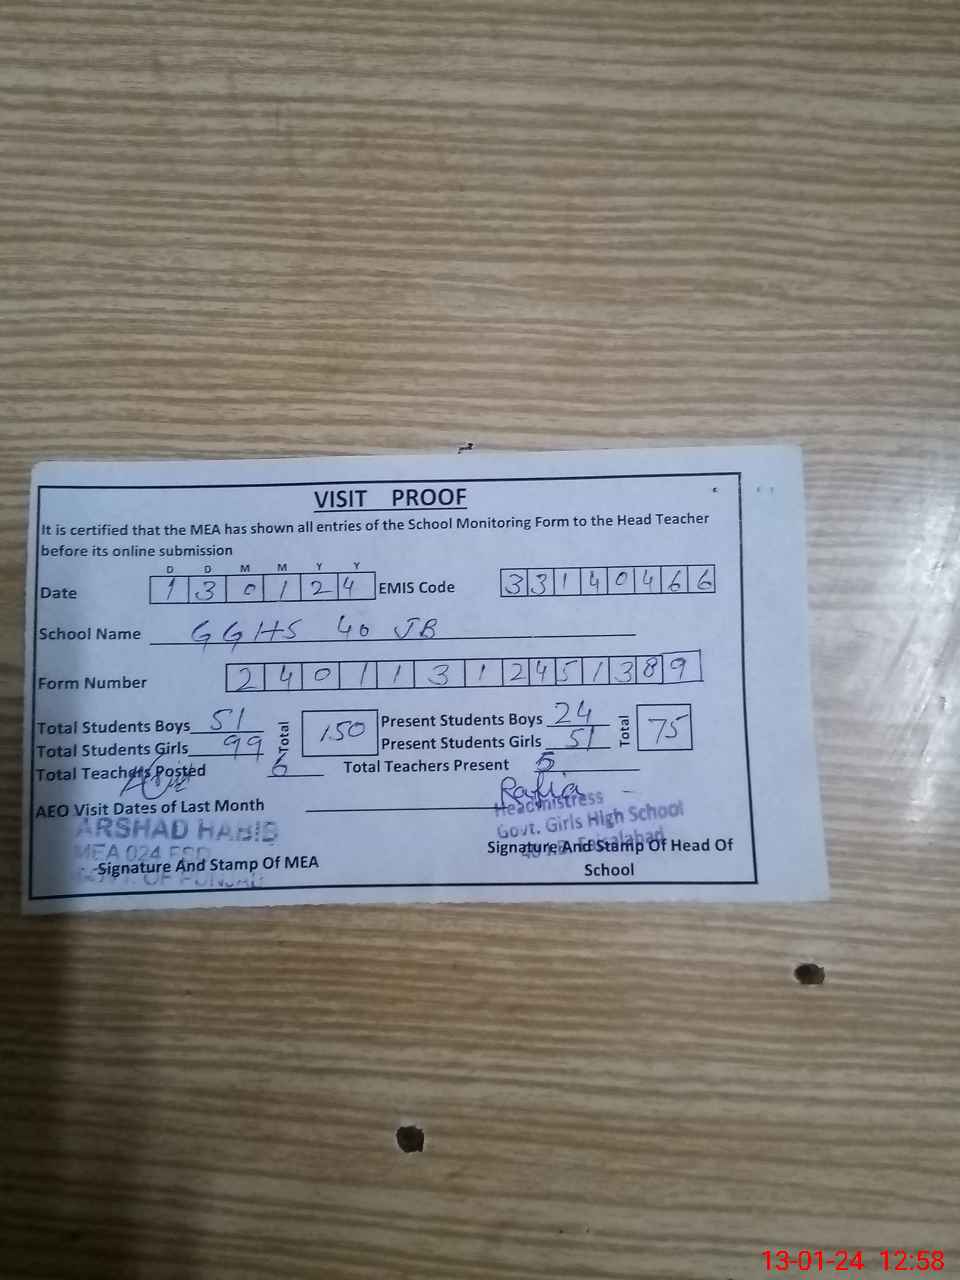 VISIT PROOF
It is certified that the MEA has shown all entries of the School Monitoring Form to the Head Teacher
before its online submission
D D M M Y Y
Date 1 3 0 1 2 4 EMIS Code 3 3 1 4 0 4 6 6
School Name GGHS 40 JB
Form Number 2 4 0 1 1 3 1 2 4 5 1 3 8 9
Total Students Boys 51 Total 150 Present Students Boys 24 Total 75
Total Students Girls 99 Present Students Girls 51
Total Teachers Posted 6 Total Teachers Present 5
Rafia
AEO Visit Dates of Last Month
Headmistress
ARSHAD HABIB
Govt. Girls High School
MEA 024 FSD
Faisalabad
Signature And Stamp Of MEA
GOVT. OF PUNJAB
Signature And Stamp Of Head Of
School
13-01-24 12:58